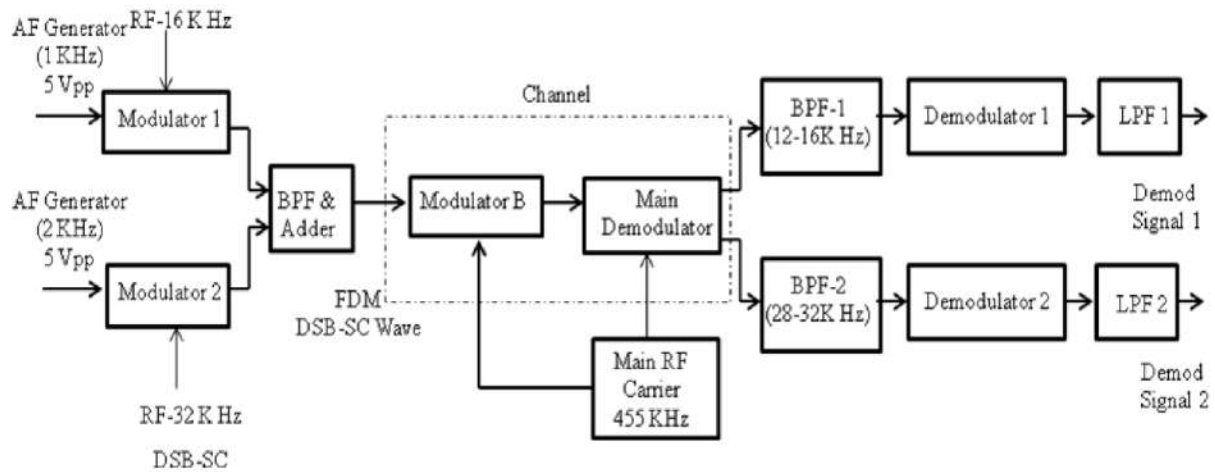 AF Generator
(1 KHz)
5 Vpp
RF-16 K Hz
Modulator 1
AF Generator
(2 KHz)
5 Vpp
Modulator 2
RF-32 K Hz
DSB-SC
BPF &
Adder
FDM
DSB-SC Wave
Channel
Modulator B
Main
Demodulator
Main RF
Carrier
455 KHz
BPF-1
(12-16K Hz)
Demodulator 1
LPF 1
Demod
Signal 1
BPF-2
(28-32K Hz)
Demodulator 2
LPF 2
Demod
Signal 2